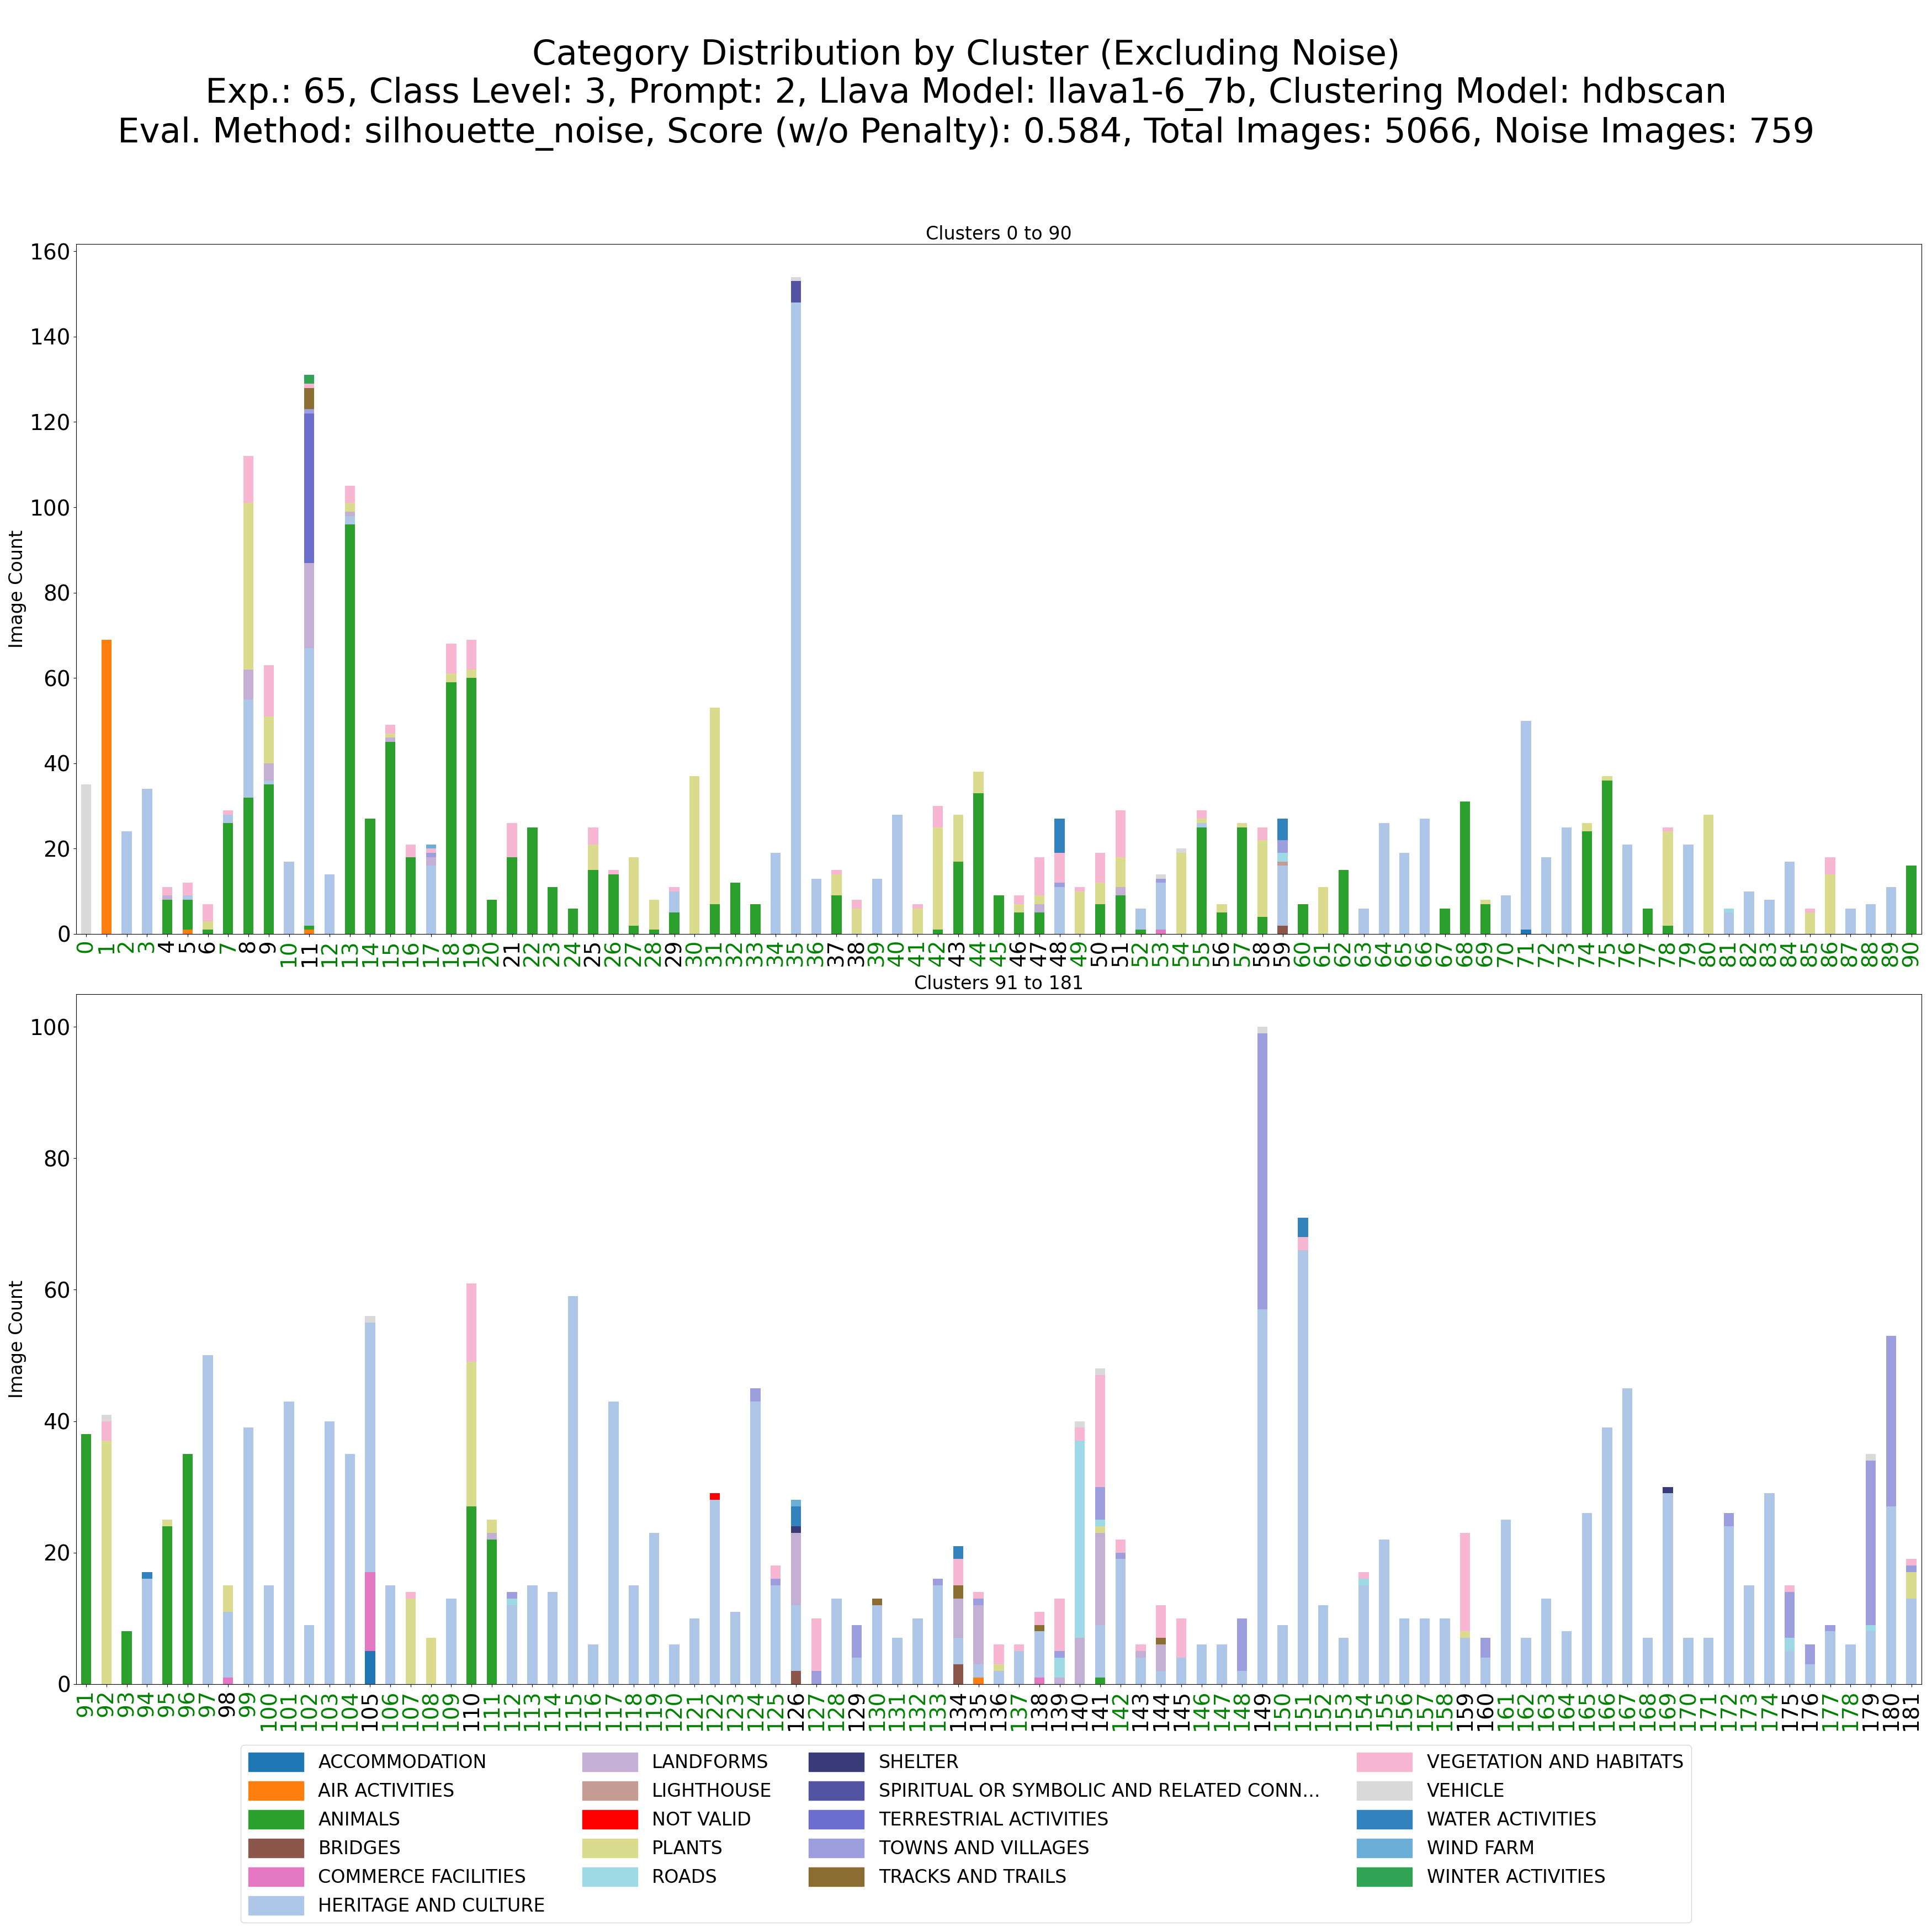 Category Distribution by Cluster (Excluding Noise)
Exp.: 65, Class Level: 3, Prompt: 2, Llava Model: llava1-6_7b, Clustering Model: hdbscan
Eval. Method: silhouette_noise, Score (w/o Penalty): 0.584, Total Images: 5066, Noise Images: 759
Clusters 0 to 90
160
140
120
100
80
60
40
20
0
Image Count
0 1 2 3 4 5 6 7 8 9 10 11 12 13 14 15 16 17 18 19 20 21 22 23 24 25 26 27 28 29 30 31 32 33 34 35 36 37 38 39 40 41 42 43 44 45 46 47 48 49 50 51 52 53 54 55 56 57 58 59 60 61 62 63 64 65 66 67 68 69 70 71 72 73 74 75 76 77 78 79 80 81 82 83 84 85 86 87 88 89 90
Clusters 91 to 181
100
80
60
40
20
0
Image Count
91 92 93 94 95 96 97 98 99 100 101 102 103 104 105 106 107 108 109 110 111 112 113 114 115 116 117 118 119 120 121 122 123 124 125 126 127 128 129 130 131 132 133 134 135 136 137 138 139 140 141 142 143 144 145 146 147 148 149 150 151 152 153 154 155 156 157 158 159 160 161 162 163 164 165 166 167 168 169 170 171 172 173 174 175 176 177 178 179 180 181
ACCOMMODATION
AIR ACTIVITIES
ANIMALS
BRIDGES
COMMERCE FACILITIES
HERITAGE AND CULTURE
LANDFORMS
LIGHTHOUSE
NOT VALID
PLANTS
ROADS
SHELTER
SPIRITUAL OR SYMBOLIC AND RELATED CONN...
TERRESTRIAL ACTIVITIES
TOWNS AND VILLAGES
TRACKS AND TRAILS
VEGETATION AND HABITATS
VEHICLE
WATER ACTIVITIES
WIND FARM
WINTER ACTIVITIES